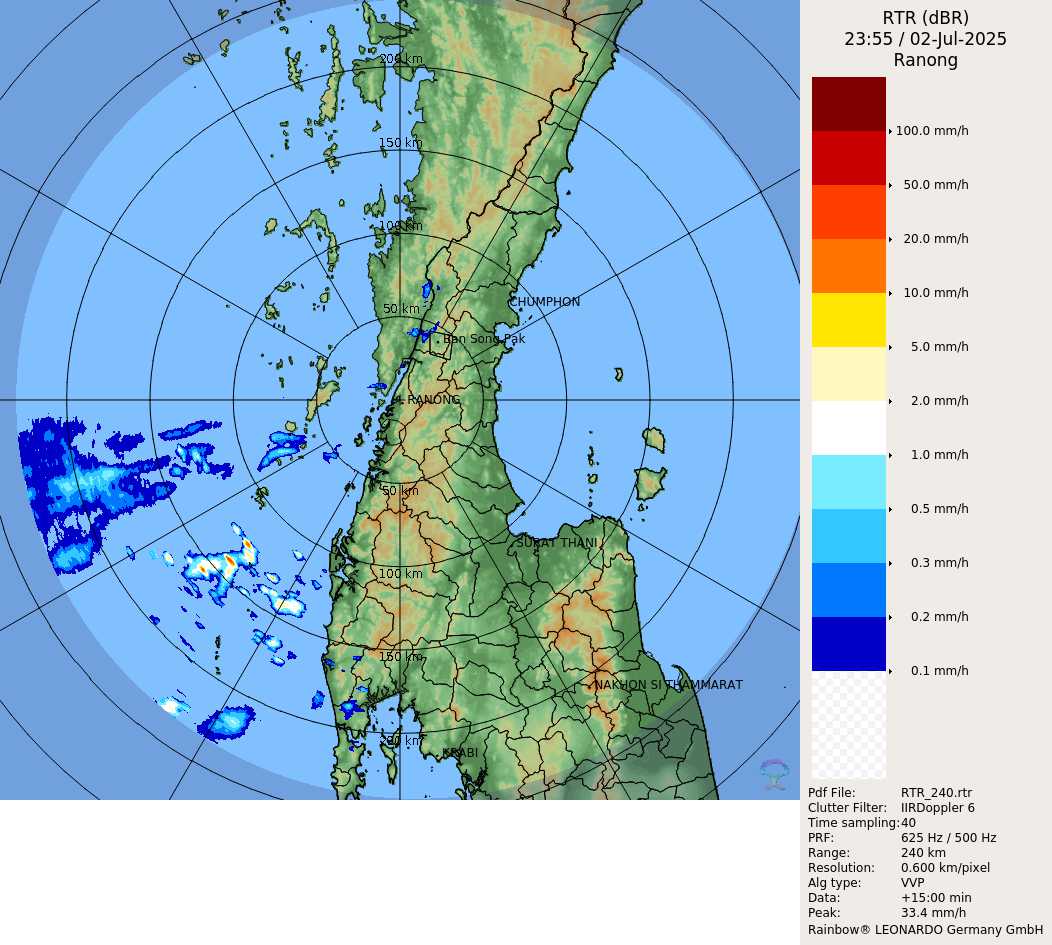 RTR (dBR)
23:55 / 02-Jul-2025
Ranong
100.0 mm/h
50.0 mm/h
20.0 mm/h
10.0 mm/h
5.0 mm/h
2.0 mm/h
1.0 mm/h
0.5 mm/h
0.3 mm/h
0.2 mm/h
0.1 mm/h
200 km
150 km
100 km
50 km
CHUMPHON
Ban Song Pak
RANONG
50 km
SURAT THANI
100 km
150 km
NAKHON SI THAMMARAT
200 km
KRABI
Pdf File: RTR_240.rtr
Clutter Filter: IIRDoppler 6
Time sampling: 40
PRF: 625 Hz / 500 Hz
Range: 240 km
Resolution: 0.600 km/pixel
Alg type: VVP
Data: +15:00 min
Peak: 33.4 mm/h
Rainbow® LEONARDO Germany GmbH